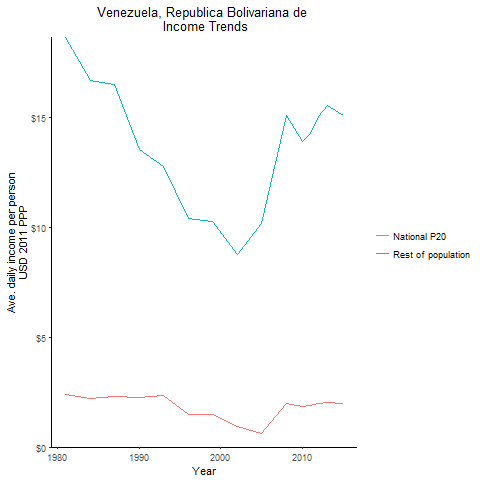 Venezuela, Republica Bolivariana de
Income Trends
Ave. daily income per person
USD 2011 PPP
$15
$10
$5
$0
1980
1990
2000
2010
Year
National P20
Rest of population